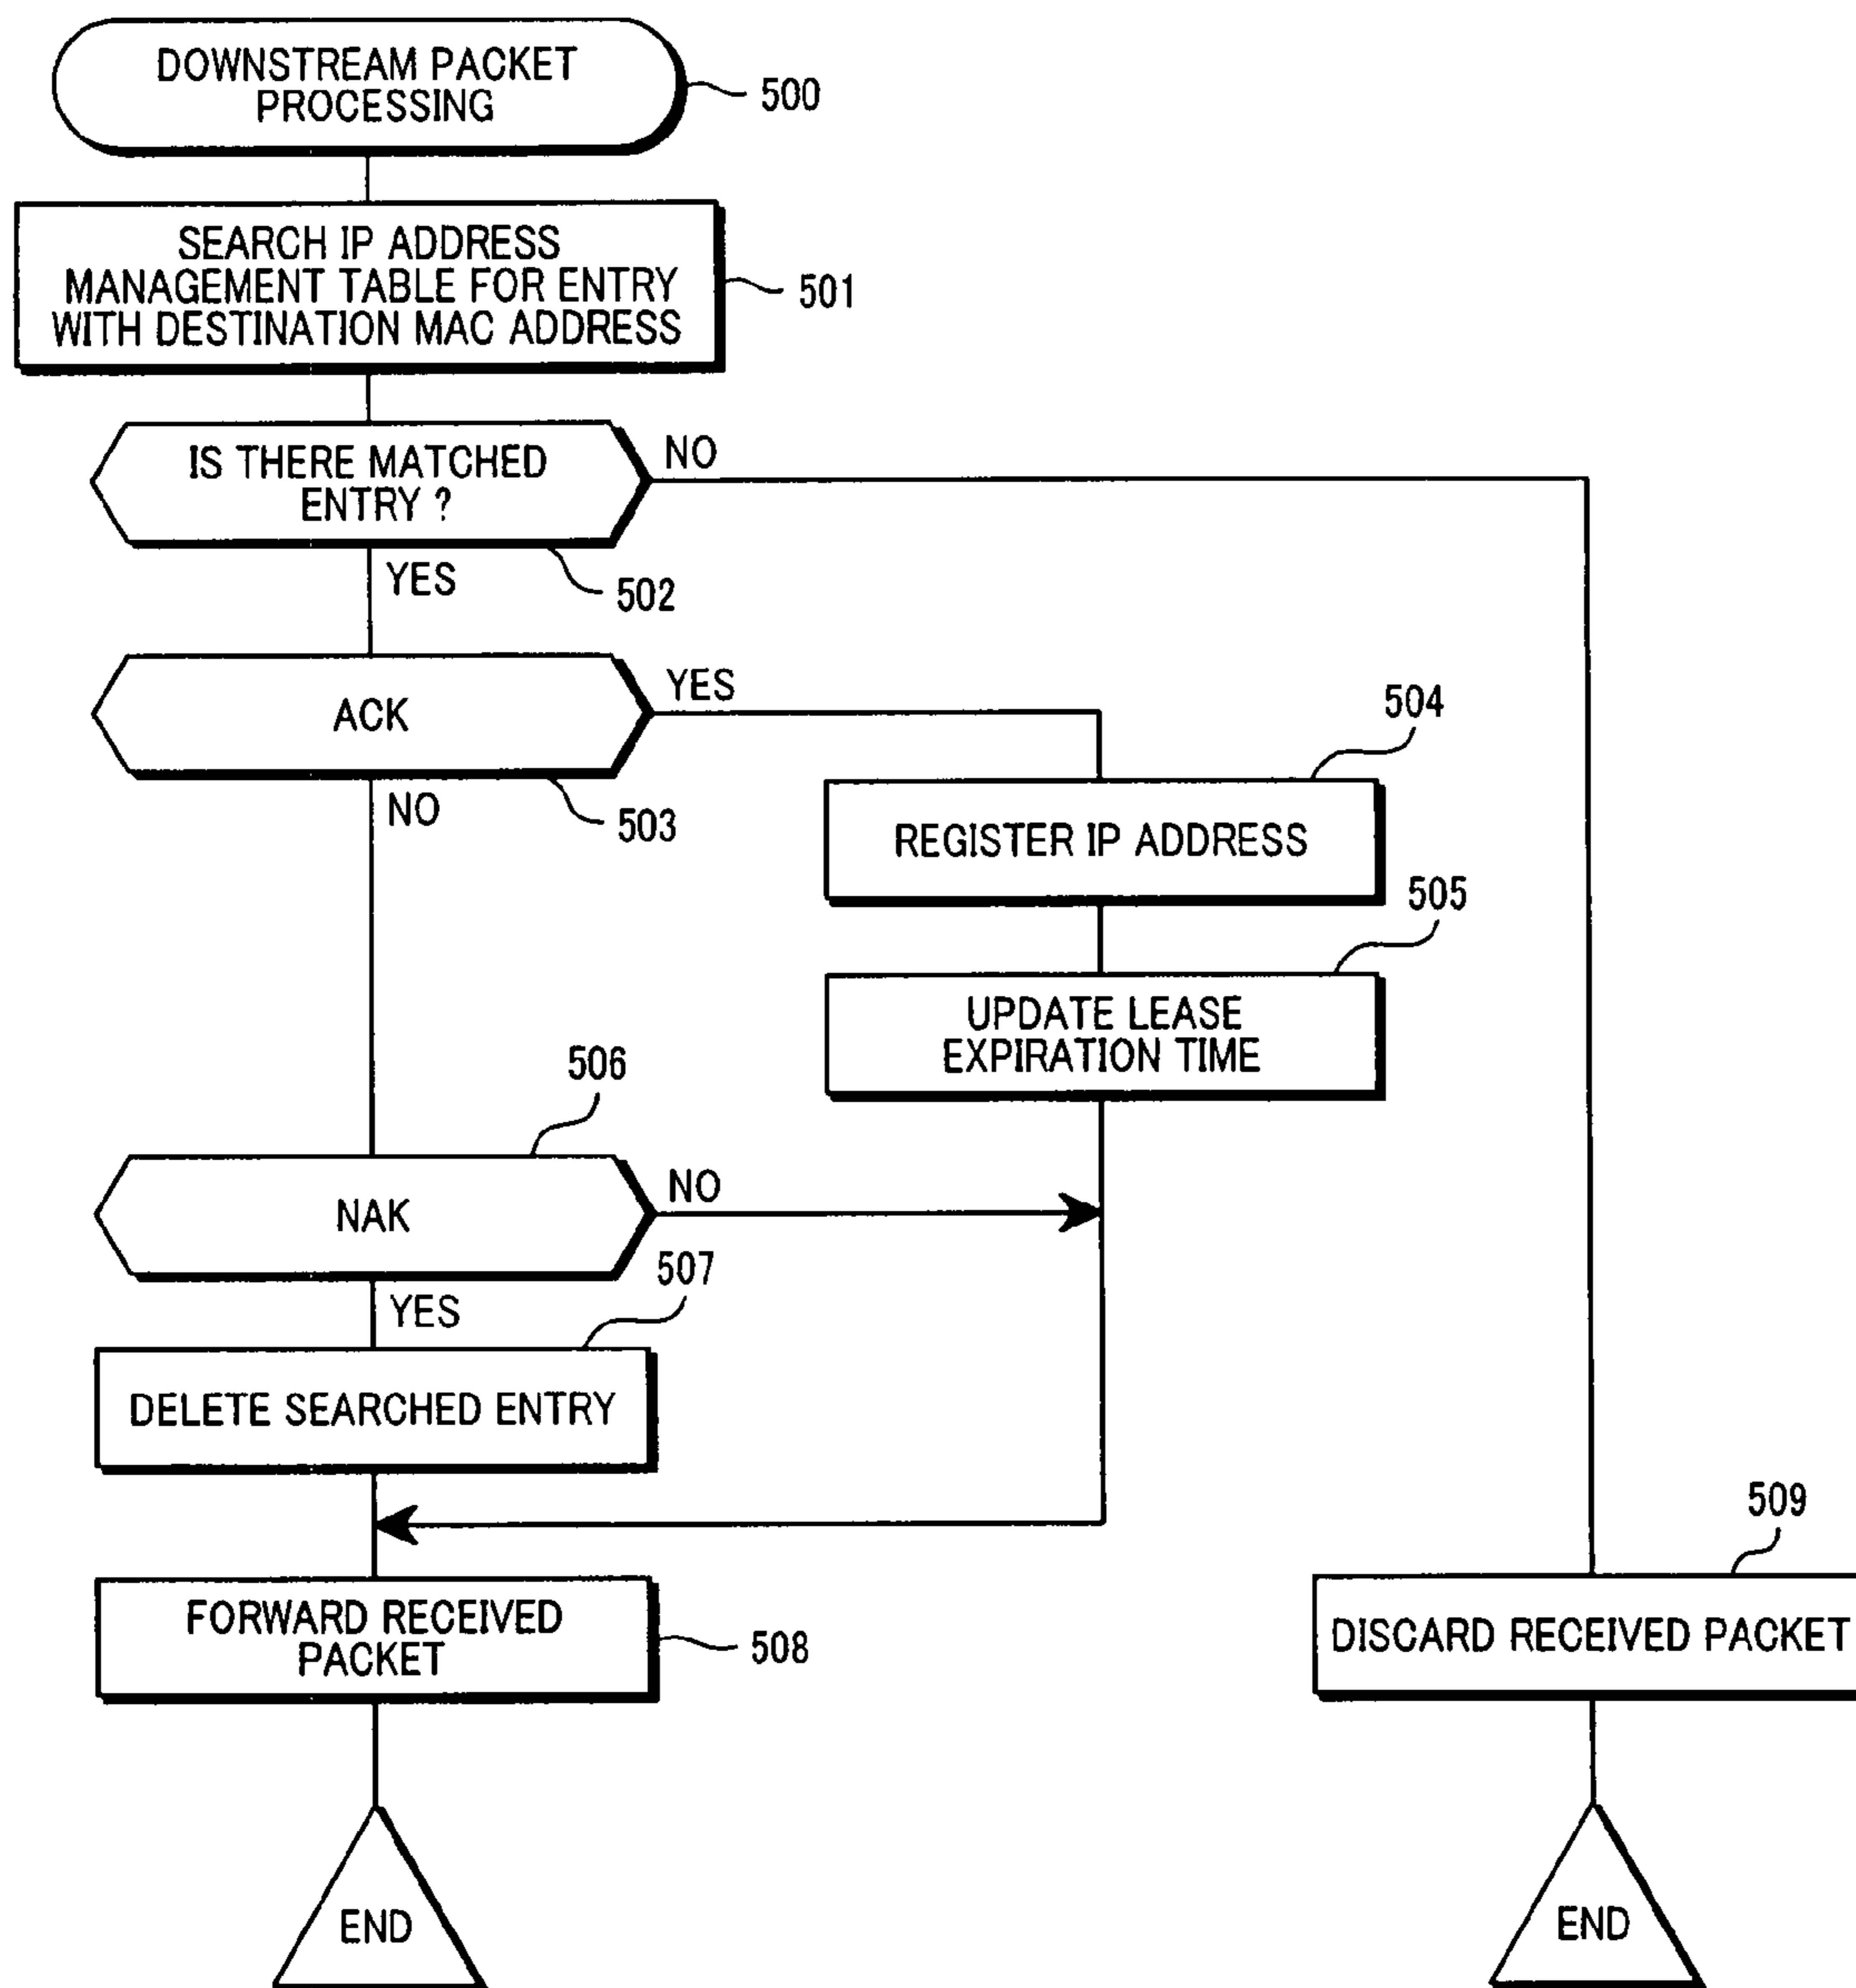 DOWNSTREAM PACKET
PROCESSING
500
SEARCH IP ADDRESS
MANAGEMENT TABLE FOR ENTRY
WITH DESTINATION MAC ADDRESS
501
IS THERE MATCHED
ENTRY ?
NO
YES
502
ACK
YES
NO
503
504
REGISTER IP ADDRESS
505
UPDATE LEASE
EXPIRATION TIME
506
NAK
NO
YES
507
DELETE SEARCHED ENTRY
FORWARD RECEIVED
PACKET
508
509
DISCARD RECEIVED PACKET
END
END